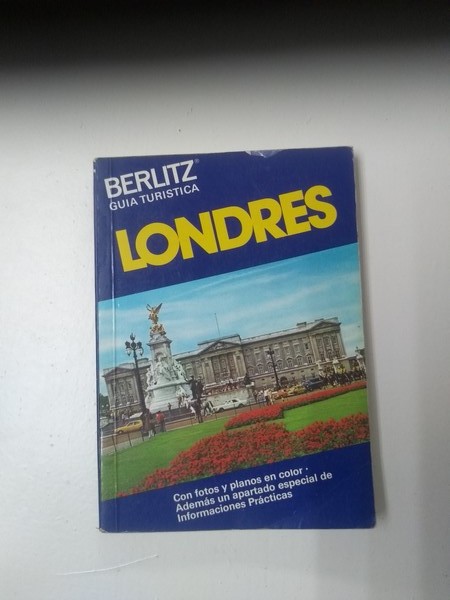 BERLITZ®
GUIA TURISTICA
LONDRES
Con fotos y planos en color ·
Además un apartado especial de
Informaciones Prácticas